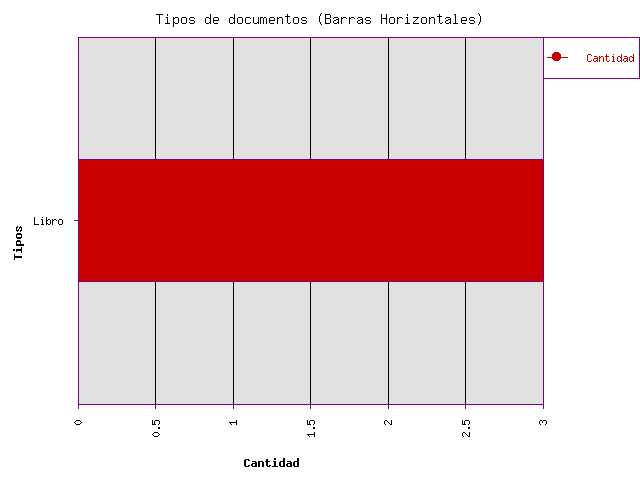 Tipos de documentos (Barras Horizontales)
Cantidad
Libro
Tipos
0
0.5
1
1.5
2
2.5
3
Cantidad